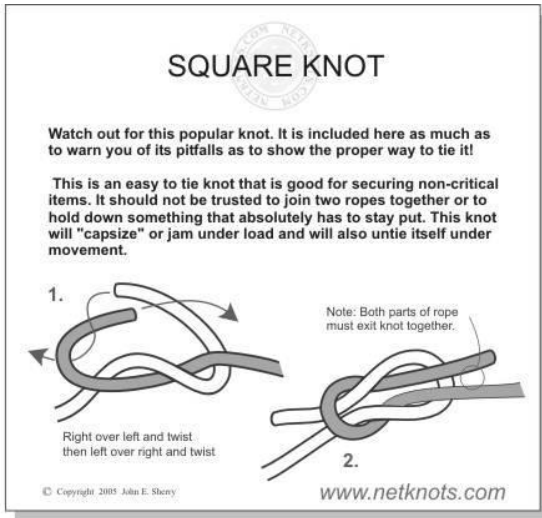 SQUARE KNOT
Watch out for this popular knot. It is included here as much as
to warn you of its pitfalls as to show the proper way to tie it!
This is an easy to tie knot that is good for securing non-critical
items. It should not be trusted to join two ropes together or to
hold down something that absolutely has to stay put. This knot
will "capsize" or jam under load and will also untie itself under
movement.
1.
Note: Both parts of rope
must exit knot together.
Right over left and twist
then left over right and twist
2.
© Copyright 2005 John E. Sherry
www.netknots.com